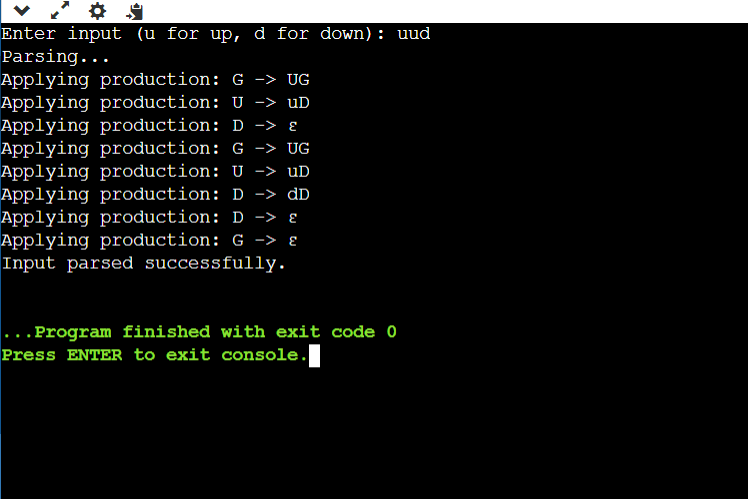 Enter input (u for up, d for down): uud
Parsing...
Applying production: G -> UG
Applying production: U -> uD
Applying production: D -> ε
Applying production: G -> UG
Applying production: U -> uD
Applying production: D -> dD
Applying production: D -> ε
Applying production: G -> ε
Input parsed successfully.
...Program finished with exit code 0
Press ENTER to exit console.